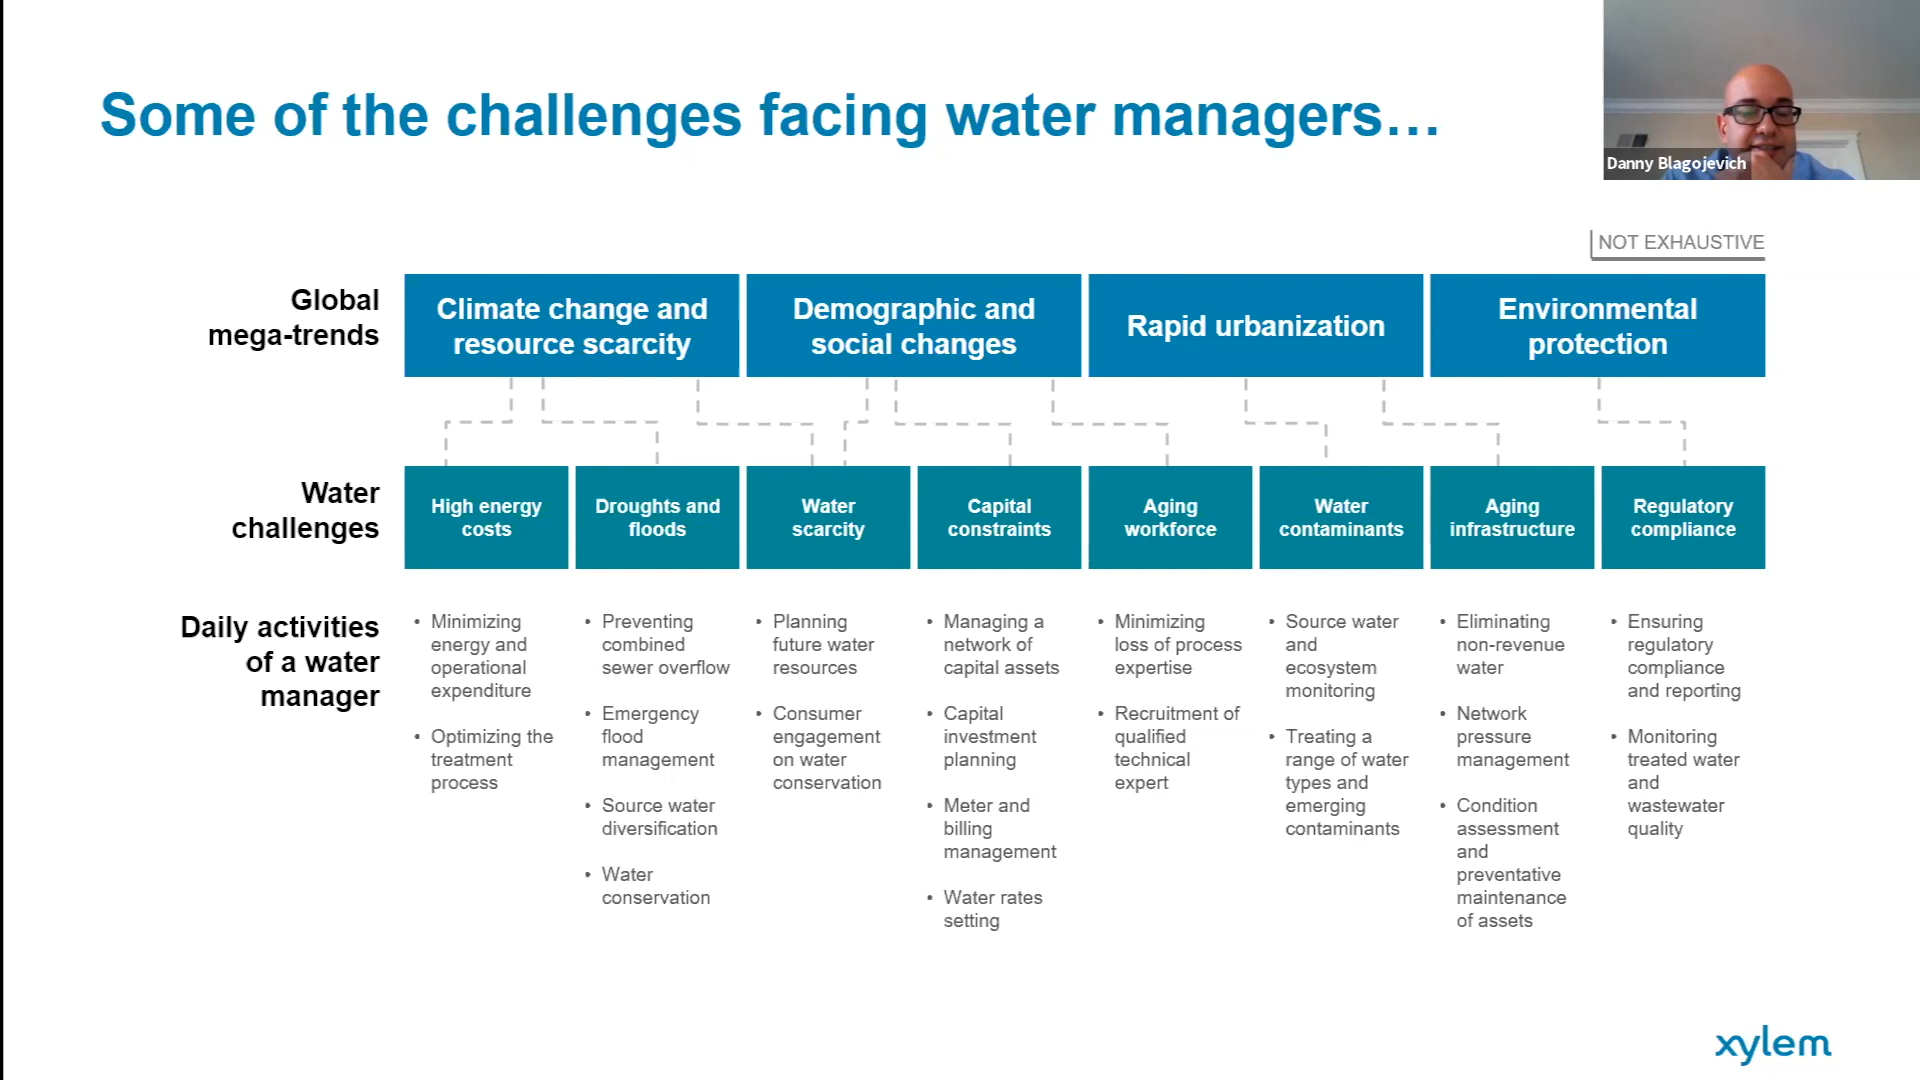 Some of the challenges facing water managers…
Danny Blagojevich
NOT EXHAUSTIVE
Global
mega-trends
Climate change and
resource scarcity
Demographic and
social changes
Rapid urbanization
Environmental
protection
Water
challenges
High energy
costs
Droughts and
floods
Water
scarcity
Capital
constraints
Aging
workforce
Water
contaminants
Aging
infrastructure
Regulatory
compliance
Daily activities
of a water
manager
• Minimizing
energy and
operational
expenditure
• Optimizing the
treatment
process
• Preventing
combined
sewer overflow
• Emergency
flood
management
• Source water
diversification
• Water
conservation
• Planning
future water
resources
• Consumer
engagement
on water
conservation
• Managing a
network of
capital assets
• Capital
investment
planning
• Meter and
billing
management
• Water rates
setting
• Minimizing
loss of process
expertise
• Recruitment of
qualified
technical
expert
• Source water
and
ecosystem
monitoring
• Treating a
range of water
types and
emerging
contaminants
• Eliminating
non-revenue
water
• Network
pressure
management
• Condition
assessment
and
preventative
maintenance
of assets
• Ensuring
regulatory
compliance
and reporting
• Monitoring
treated water
and
wastewater
quality
xylem